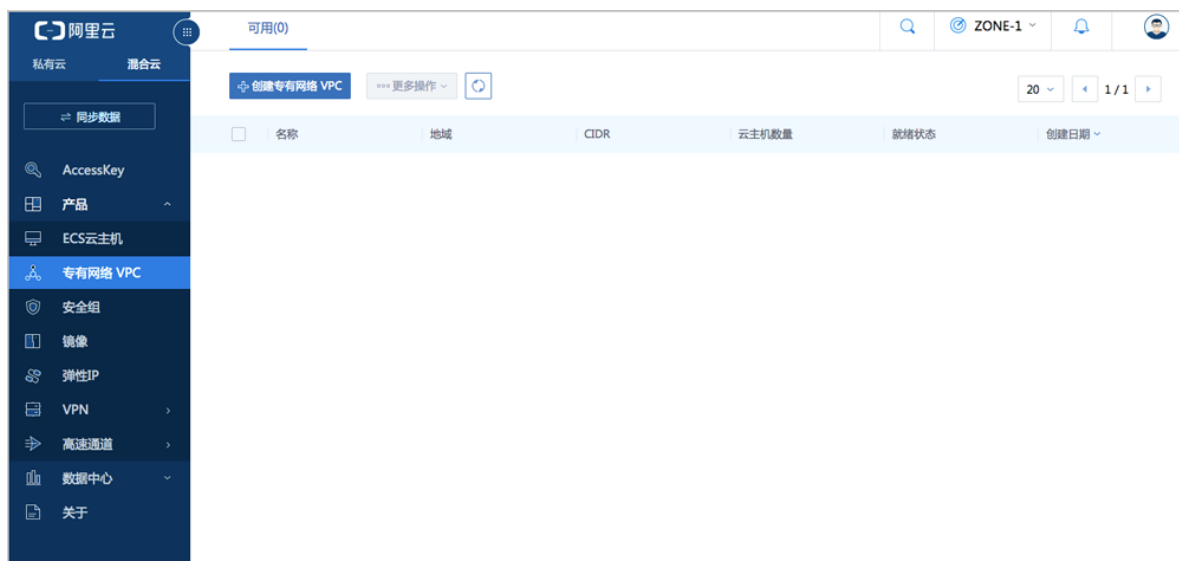 阿里云
私有云 混合云
同步数据
AccessKey
产品
ECS云主机
专有网络 VPC
安全组
镜像
弹性IP
VPN
高速通道
数据中心
关于
可用(0)
ZONE-1
创建专有网络 VPC 更多操作
20 1 / 1
名称 地域 CIDR 云主机数量 就绪状态 创建日期